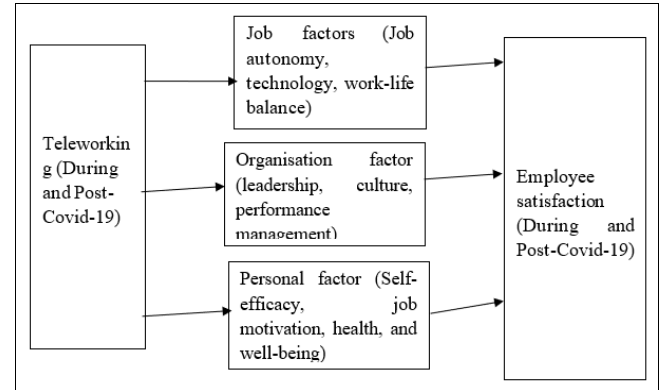 Teleworkin
g (During
and Post-
Covid-19)
Job factors (Job
autonomy,
technology, work-life
balance)
Organisation factor
(leadership, culture,
performance
management)
Personal factor (Self-
efficacy, job
motivation, health, and
well-being)
Employee
satisfaction
(During and
Post-Covid-19)